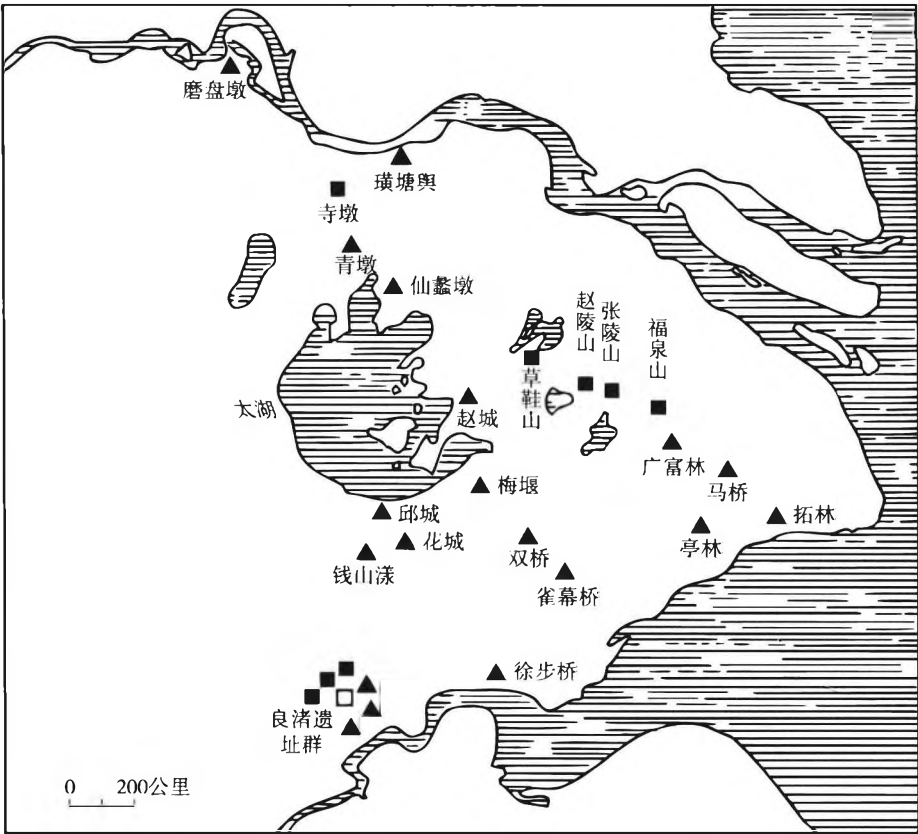 磨盘墩
璜塘舆
寺墩
青墩
仙蠡墩
赵陵山
张陵山
福泉山
草鞋山
太湖
赵城
广富林
马桥
梅堰
邱城
花城
钱山漾
双桥
雀幕桥
亭林
拓林
徐步桥
良渚遗
址群
0 200公里